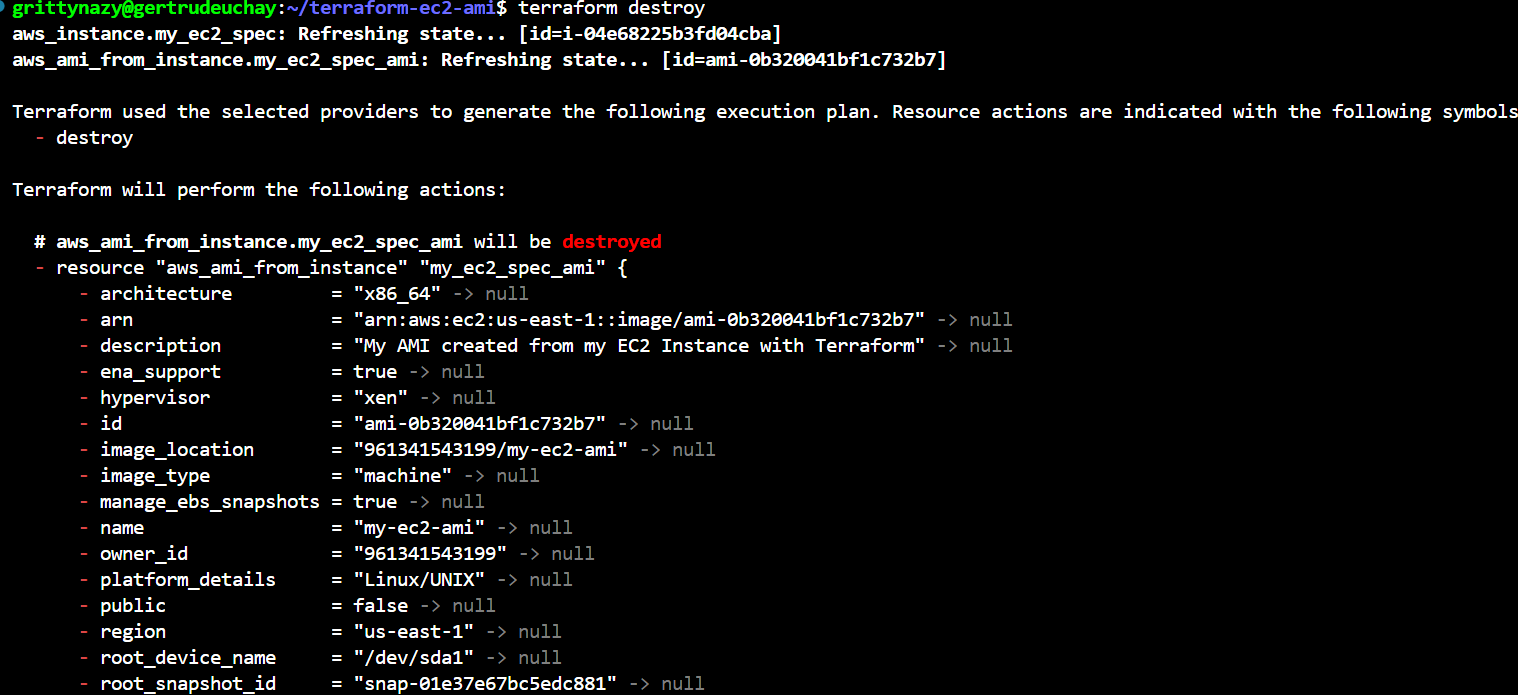 grittynazy@gertrudeuchay:~/terraform-ec2-ami$ terraform destroy
aws_instance.my_ec2_spec: Refreshing state... [id=i-04e68225b3fd04cba]
aws_ami_from_instance.my_ec2_spec_ami: Refreshing state... [id=ami-0b320041bf1c732b7]
Terraform used the selected providers to generate the following execution plan. Resource actions are indicated with the following symbols
- destroy
Terraform will perform the following actions:
# aws_ami_from_instance.my_ec2_spec_ami will be destroyed
- resource "aws_ami_from_instance" "my_ec2_spec_ami" {
- architecture = "x86_64" -> null
- arn = "arn:aws:ec2:us-east-1::image/ami-0b320041bf1c732b7" -> null
- description = "My AMI created from my EC2 Instance with Terraform" -> null
- ena_support = true -> null
- hypervisor = "xen" -> null
- id = "ami-0b320041bf1c732b7" -> null
- image_location = "961341543199/my-ec2-ami" -> null
- image_type = "machine" -> null
- manage_ebs_snapshots = true -> null
- name = "my-ec2-ami" -> null
- owner_id = "961341543199" -> null
- platform_details = "Linux/UNIX" -> null
- public = false -> null
- region = "us-east-1" -> null
- root_device_name = "/dev/sda1" -> null
- root_snapshot_id = "snap-01e37e67bc5edc881" -> null